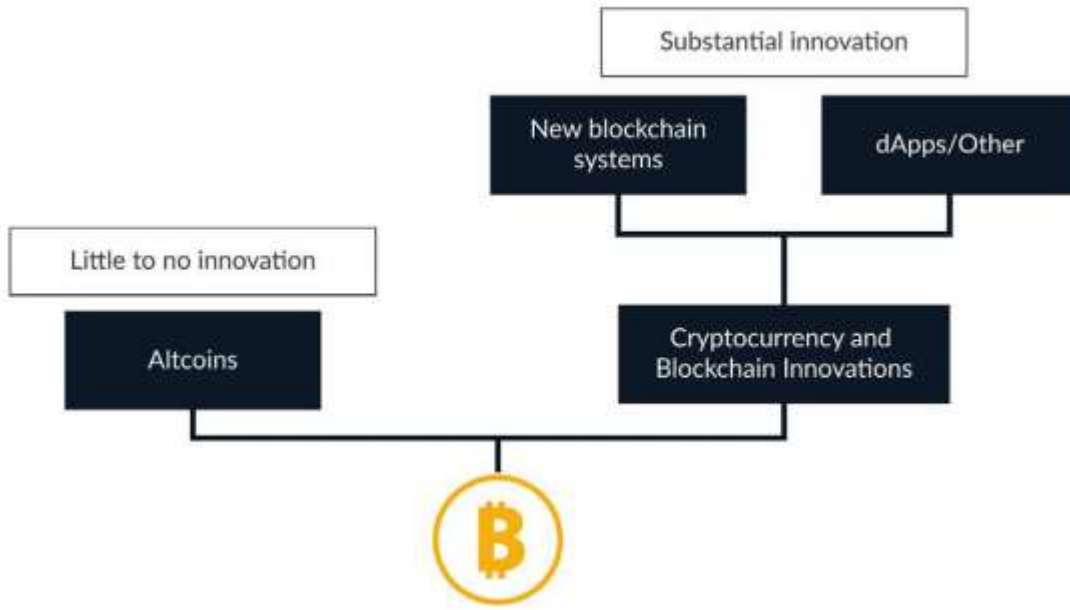 Substantial innovation
New blockchain
systems
dApps/Other
Little to no innovation
Altcoins
Cryptocurrency and
Blockchain Innovations